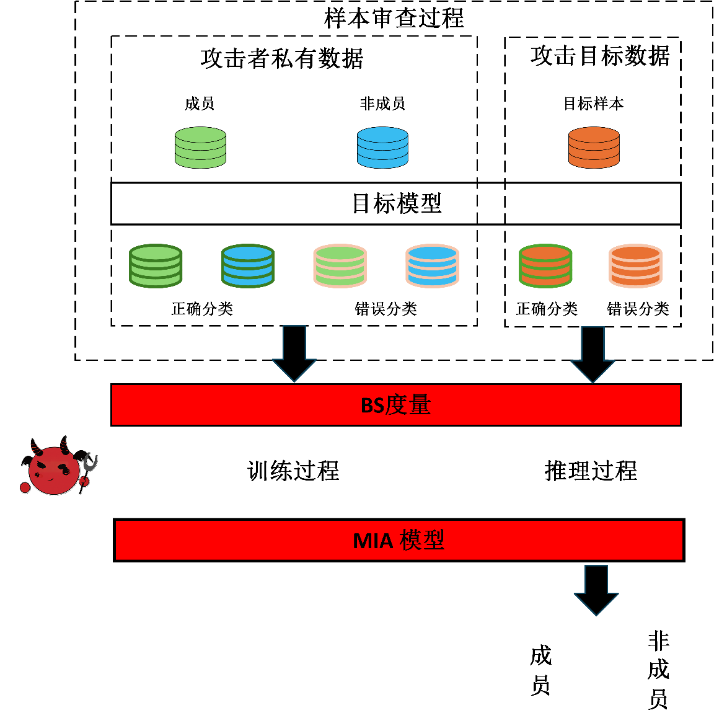 样本审查过程
攻击者私有数据
攻击目标数据
成员
非成员
目标样本
目标模型
正确分类
错误分类
正确分类
错误分类
BS度量
训练过程
推理过程
MIA 模型
成员
非成员